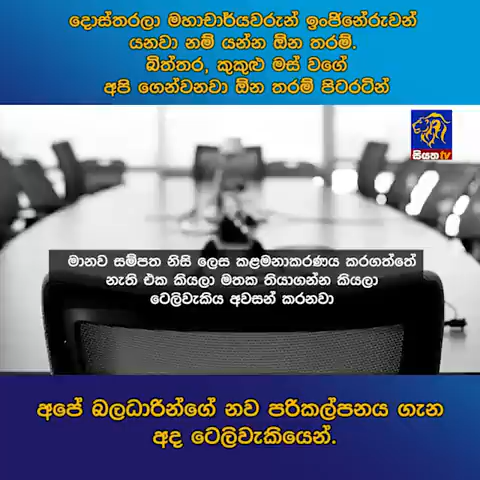 දොස්තරලා මහාචාර්යවරුන් ඉංජිනේරුවන්
යනවා නම් යන්න ඕන තරම්.
බිත්තර, කුකුළු මස් වගේ
අපි ගෙන්වනවා ඕන තරම් පිටරටින්
සියත tv
මානව සම්පත නිසි ලෙස කළමනාකරණය කරගත්තේ
නැති එක කියලා මතක තියාගන්න කියලා
ටෙලිවැකිය අවසන් කරනවා
අපේ බලධාරින්ගේ නව පරිකල්පනය ගැන
අද ටෙලිවැකියෙන්.